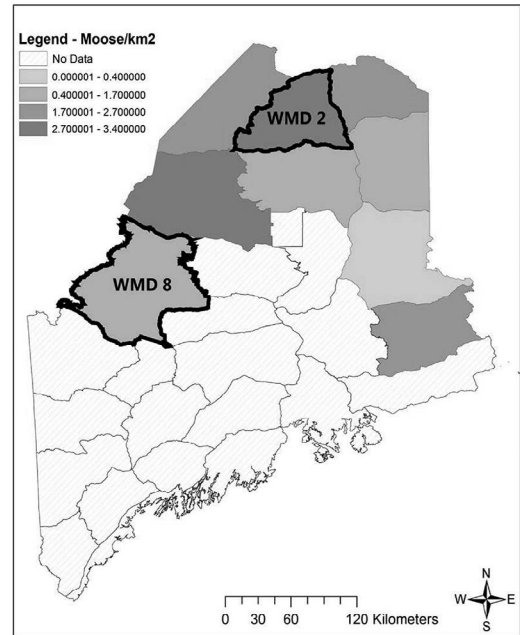 Legend - Moose/km2
No Data
0.000001 - 0.400000
0.400001 - 1.700000
1.700001 - 2.700000
2.700001 - 3.400000
WMD 2
WMD 8
N
W E
S
0 30 60 120 Kilometers